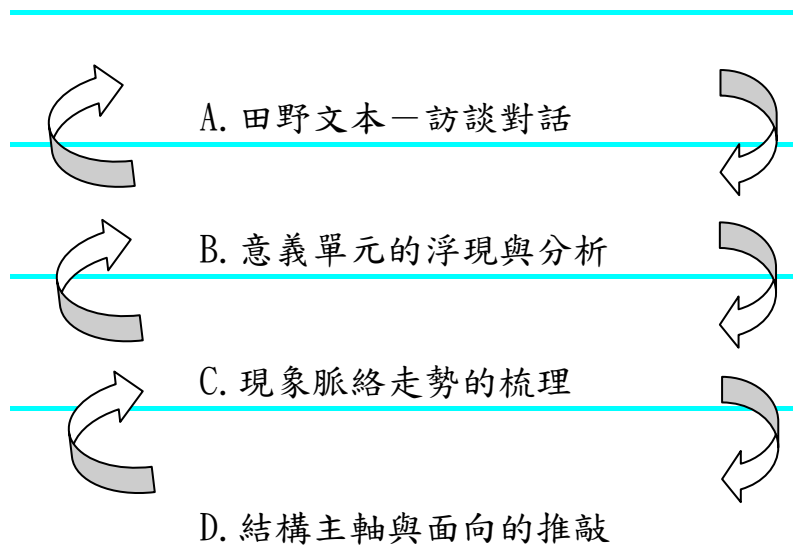 A.田野文本－訪談對話
B.意義單元的浮現與分析
C.現象脈絡走勢的梳理
D.結構主軸與面向的推敲